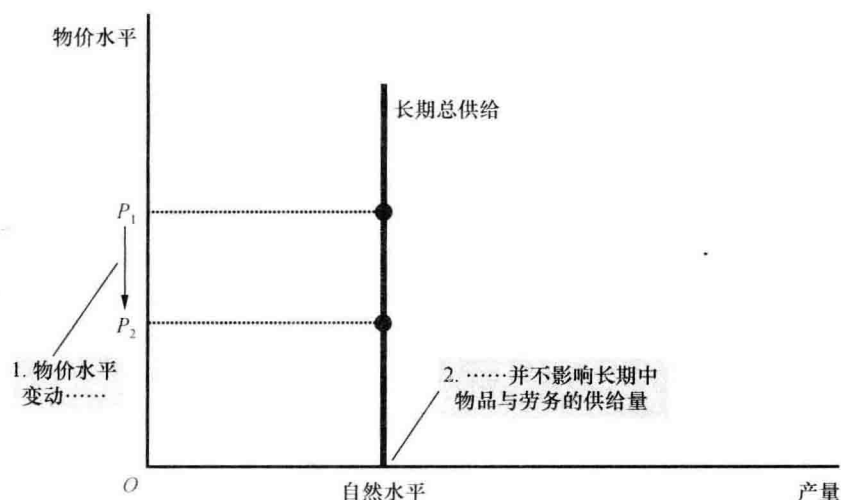 物价水平
长期总供给
P₁
P₂
1. 物价水平
变动……
2. ……并不影响长期中
物品与劳务的供给量
O
自然水平
产量